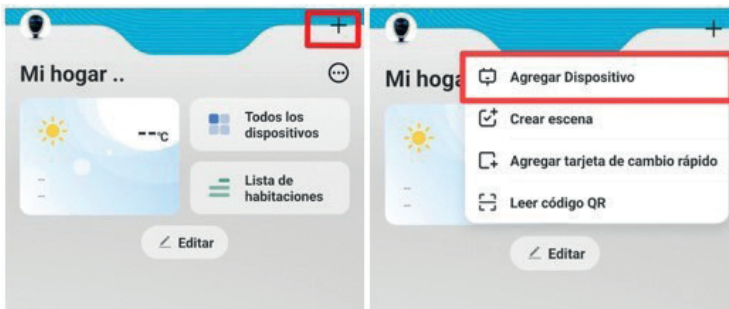 Mi hogar ..
--°C
Todos los
dispositivos
Lista de
habitaciones
Editar
Mi hoga
Agregar Dispositivo
Crear escena
Agregar tarjeta de cambio rápido
Leer código QR
Editar